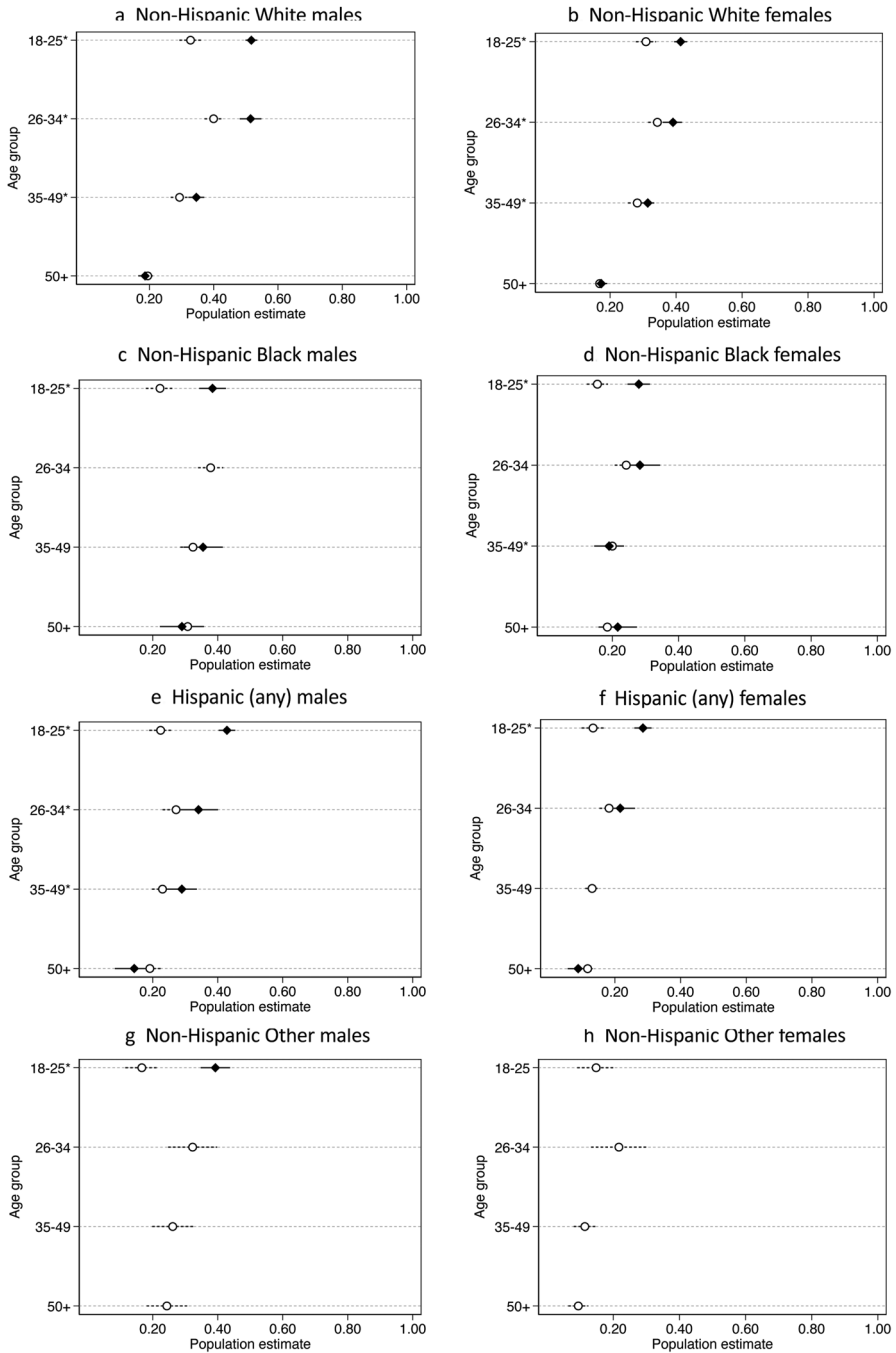 a Non-Hispanic White males
18-25*
26-34*
35-49*
50+
Age group
0.20 0.40 0.60 0.80 1.00
Population estimate
b Non-Hispanic White females
18-25*
26-34*
35-49*
50+
Age group
0.20 0.40 0.60 0.80 1.00
Population estimate
c Non-Hispanic Black males
18-25*
26-34
35-49
50+
Age group
0.20 0.40 0.60 0.80 1.00
Population estimate
d Non-Hispanic Black females
18-25*
26-34
35-49*
50+
Age group
0.20 0.40 0.60 0.80 1.00
Population estimate
e Hispanic (any) males
18-25*
26-34*
35-49*
50+
Age group
0.20 0.40 0.60 0.80 1.00
Population estimate
f Hispanic (any) females
18-25*
26-34
35-49
50+
Age group
0.20 0.40 0.60 0.80 1.00
Population estimate
g Non-Hispanic Other males
18-25*
26-34
35-49
50+
Age group
0.20 0.40 0.60 0.80 1.00
Population estimate
h Non-Hispanic Other females
18-25
26-34
35-49
50+
Age group
0.20 0.40 0.60 0.80 1.00
Population estimate